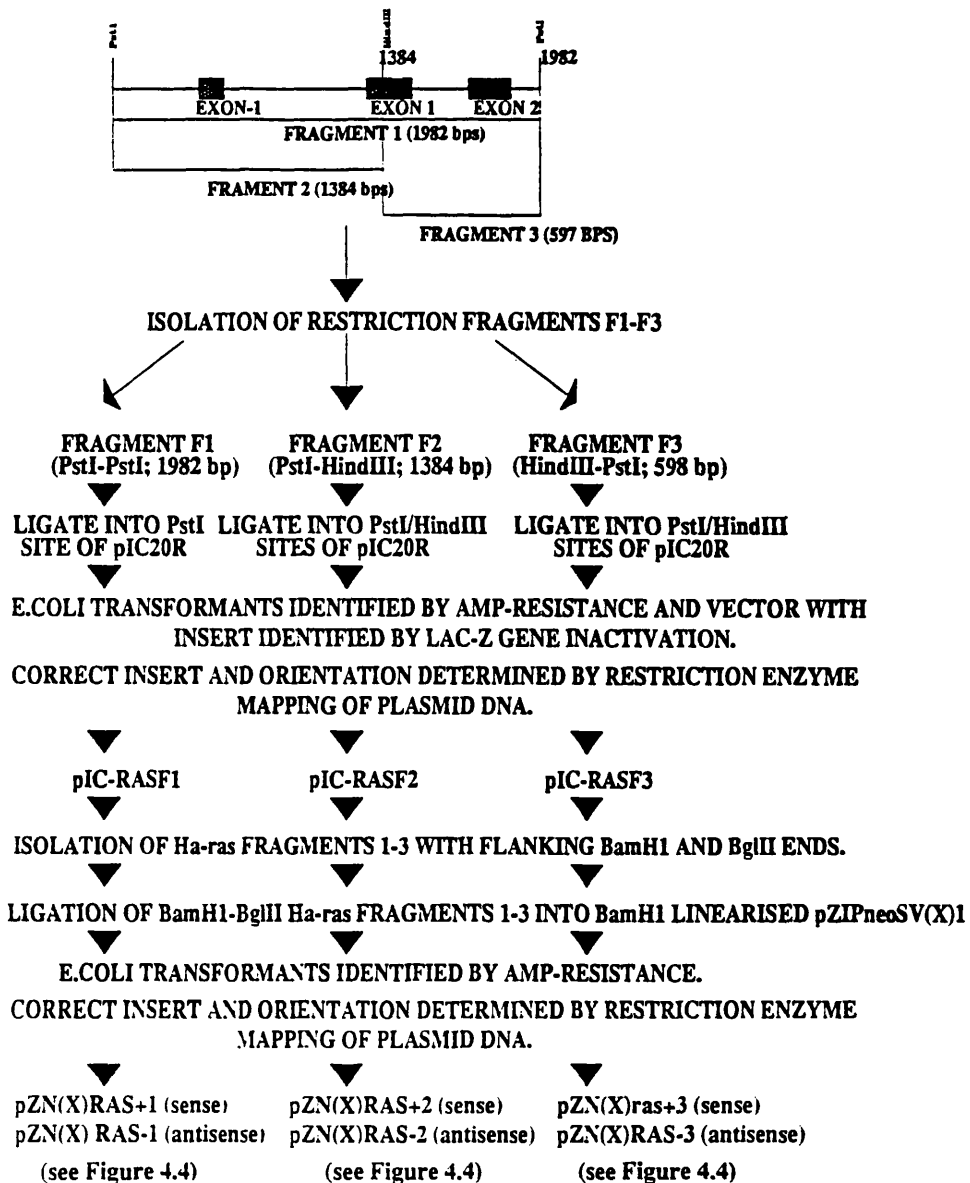 PstI
HindIII
PstI
1384
1982
EXON-1 EXON 1 EXON 2
FRAGMENT 1 (1982 bps)
FRAMENT 2 (1384 bps)
FRAGMENT 3 (597 BPS)
ISOLATION OF RESTRICTION FRAGMENTS F1-F3
FRAGMENT F1 FRAGMENT F2 FRAGMENT F3
(PstI-PstI; 1982 bp) (PstI-HindIII; 1384 bp) (HindIII-PstI; 598 bp)
LIGATE INTO PstI LIGATE INTO PstI/HindIII LIGATE INTO PstI/HindIII
SITE OF pIC20R SITES OF pIC20R SITES OF pIC20R
E.COLI TRANSFORMANTS IDENTIFIED BY AMP-RESISTANCE AND VECTOR WITH
INSERT IDENTIFIED BY LAC-Z GENE INACTIVATION.
CORRECT INSERT AND ORIENTATION DETERMINED BY RESTRICTION ENZYME
MAPPING OF PLASMID DNA.
pIC-RASF1 pIC-RASF2 pIC-RASF3
ISOLATION OF Ha-ras FRAGMENTS 1-3 WITH FLANKING BamH1 AND BglII ENDS.
LIGATION OF BamH1-BglII Ha-ras FRAGMENTS 1-3 INTO BamH1 LINEARISED pZIPneoSV(X)1
E.COLI TRANSFORMANTS IDENTIFIED BY AMP-RESISTANCE.
CORRECT INSERT AND ORIENTATION DETERMINED BY RESTRICTION ENZYME
MAPPING OF PLASMID DNA.
pZN(X)RAS+1 (sense) pZN(X)RAS+2 (sense) pZN(X)ras+3 (sense)
pZN(X) RAS-1 (antisense) pZN(X)RAS-2 (antisense) pZN(X)RAS-3 (antisense)
(see Figure 4.4) (see Figure 4.4) (see Figure 4.4)